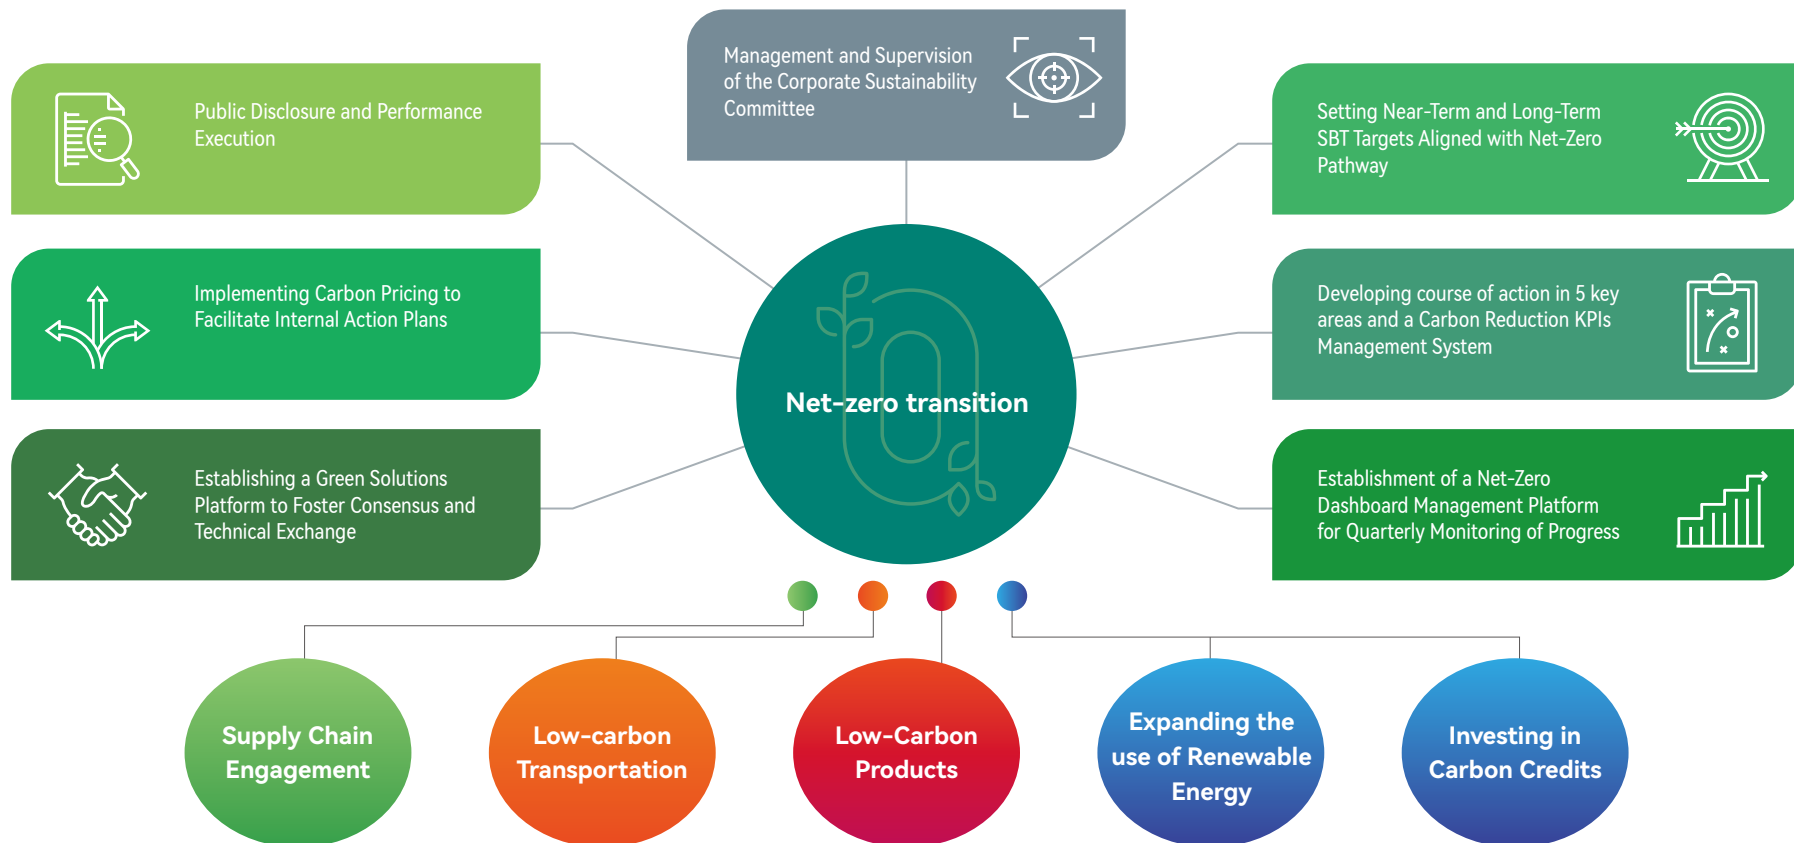 Management and Supervision
of the Corporate Sustainability
Committee
Public Disclosure and Performance
Execution
Setting Near-Term and Long-Term
SBT Targets Aligned with Net-Zero
Pathway
Implementing Carbon Pricing to
Facilitate Internal Action Plans
Developing course of action in 5 key
areas and a Carbon Reduction KPIs
Management System
Net-zero transition
Establishing a Green Solutions
Platform to Foster Consensus and
Technical Exchange
Establishment of a Net-Zero
Dashboard Management Platform
for Quarterly Monitoring of Progress
Supply Chain
Engagement
Low-carbon
Transportation
Low-Carbon
Products
Expanding the
use of Renewable
Energy
Investing in
Carbon Credits